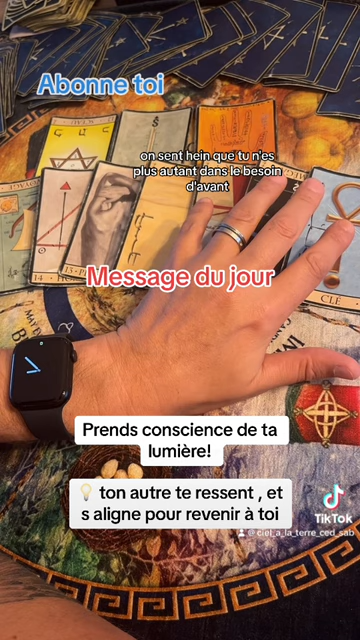 Abonne toi
on sent hein que tu n'es
plus autant dans le besoin
d'avant
Message du jour
CLÉ
Prends conscience de ta
lumière!
💡 ton autre te ressent , et
s aligne pour revenir à toi
TikTok
@ciel_a_la_terre_ced_sab